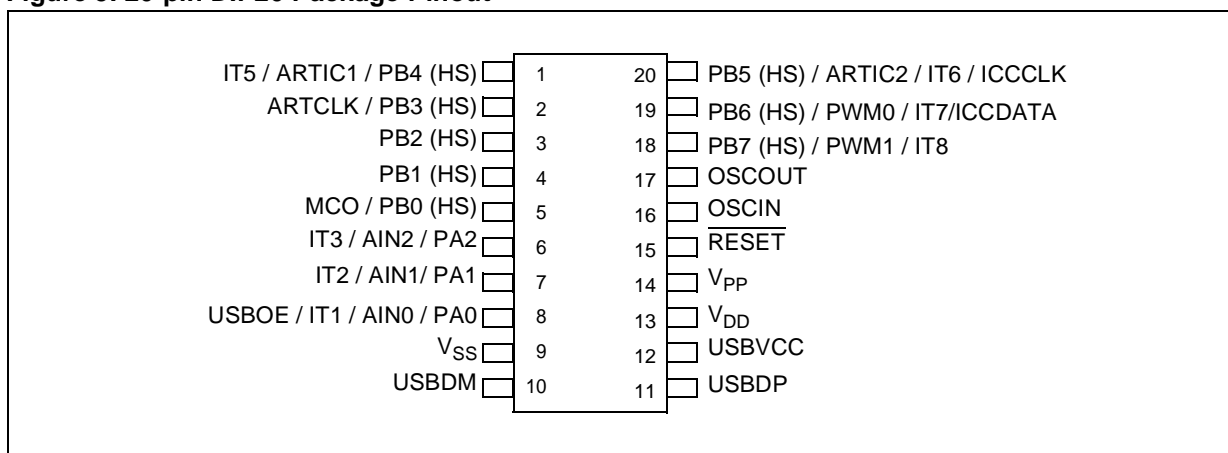 IT5 / ARTIC1 / PB4 (HS) 1 20 PB5 (HS) / ARTIC2 / IT6 / ICCCLK
ARTCLK / PB3 (HS) 2 19 PB6 (HS) / PWM0 / IT7/ICCDATA
PB2 (HS) 3 18 PB7 (HS) / PWM1 / IT8
PB1 (HS) 4 17 OSCOUT
MCO / PB0 (HS) 5 16 OSCIN
IT3 / AIN2 / PA2 6 15 RESET
IT2 / AIN1/ PA1 7 14 VPP
USBOE / IT1 / AIN0 / PA0 8 13 VDD
VSS 9 12 USBVCC
USBDM 10 11 USBDP